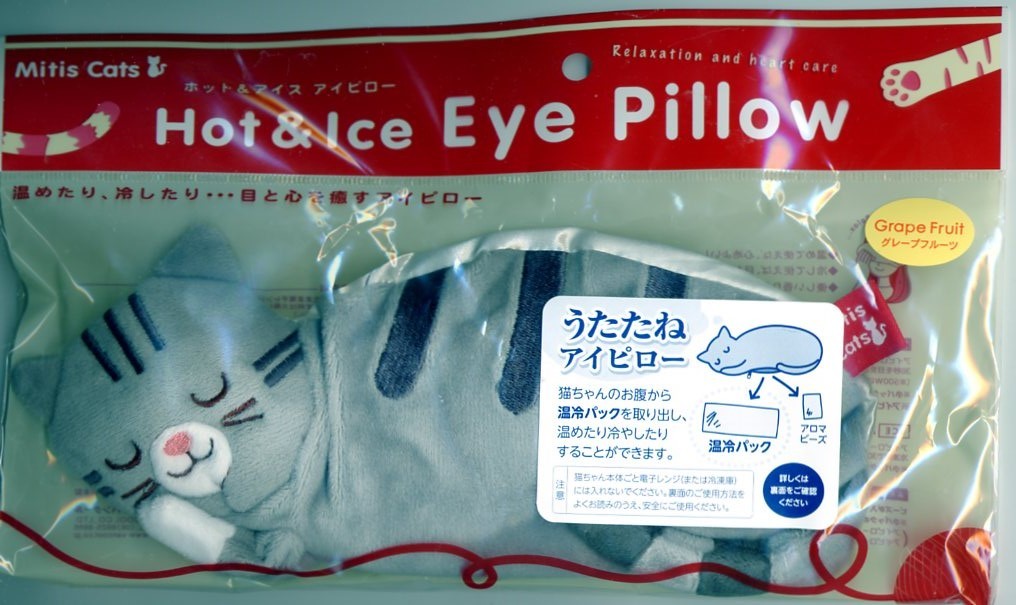 Mitis Cats
Relaxation and heart care
ホット&アイス アイピロー
Hot&Ice Eye Pillow
温めたり、冷したり･･･目と心を癒すアイピロー
Grape Fruit
グレープフルーツ
うたたね
アイピロー
猫ちゃんのお腹から
温冷パックを取り出し、
温めたり冷やしたり
することができます。
温冷パック
アロマ
ビーズ
注意
猫ちゃん本体ごと電子レンジ(または冷凍庫)
には入れないでください。裏面のご使用方法を
よくお読みのうえ、安全にご使用ください。
詳しくは
裏面をご確認
ください
Mitis
Cats